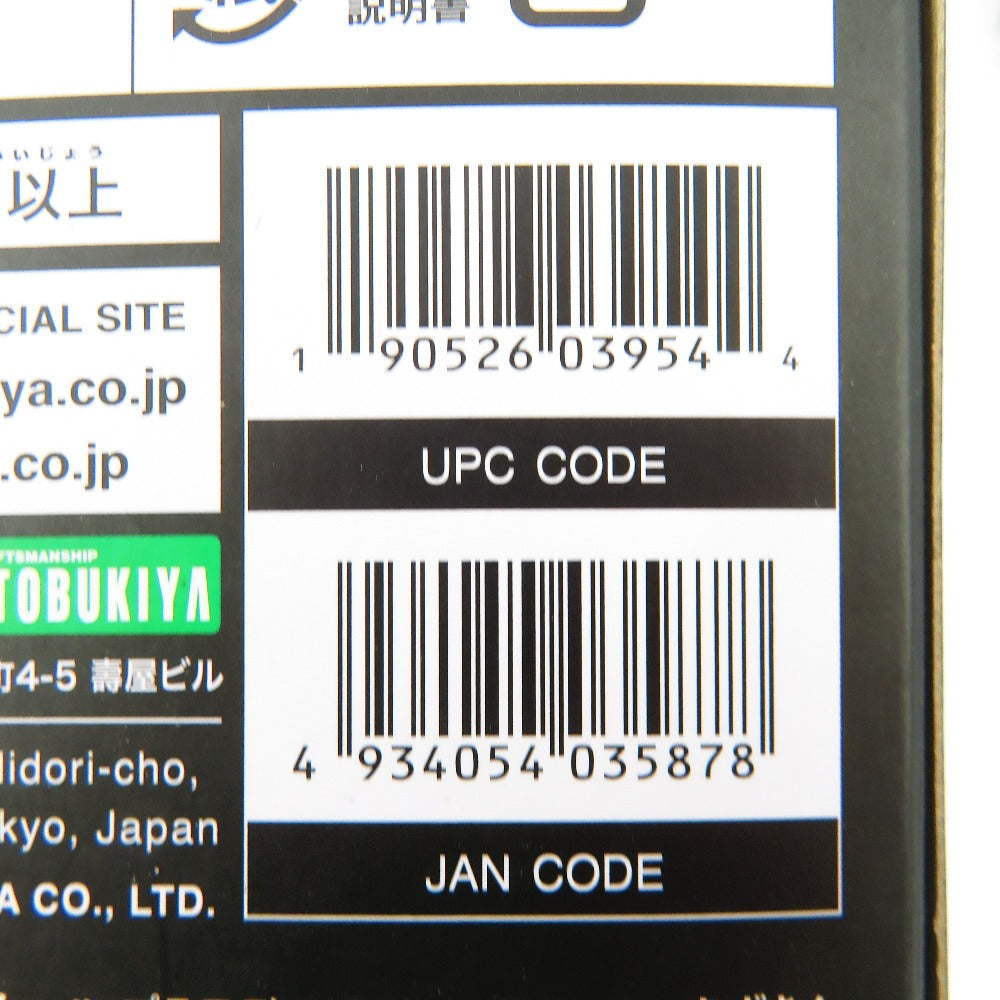 説明書
いじょう
以上
CIAL SITE
ya.co.jp
.co.jp
FTSMANSHIP
TOBUKIYA
町4-5 壽屋ビル
idori-cho,
kyo, Japan
A CO., LTD.
1 90526 03954 4
UPC CODE
4 934054 035878
JAN CODE